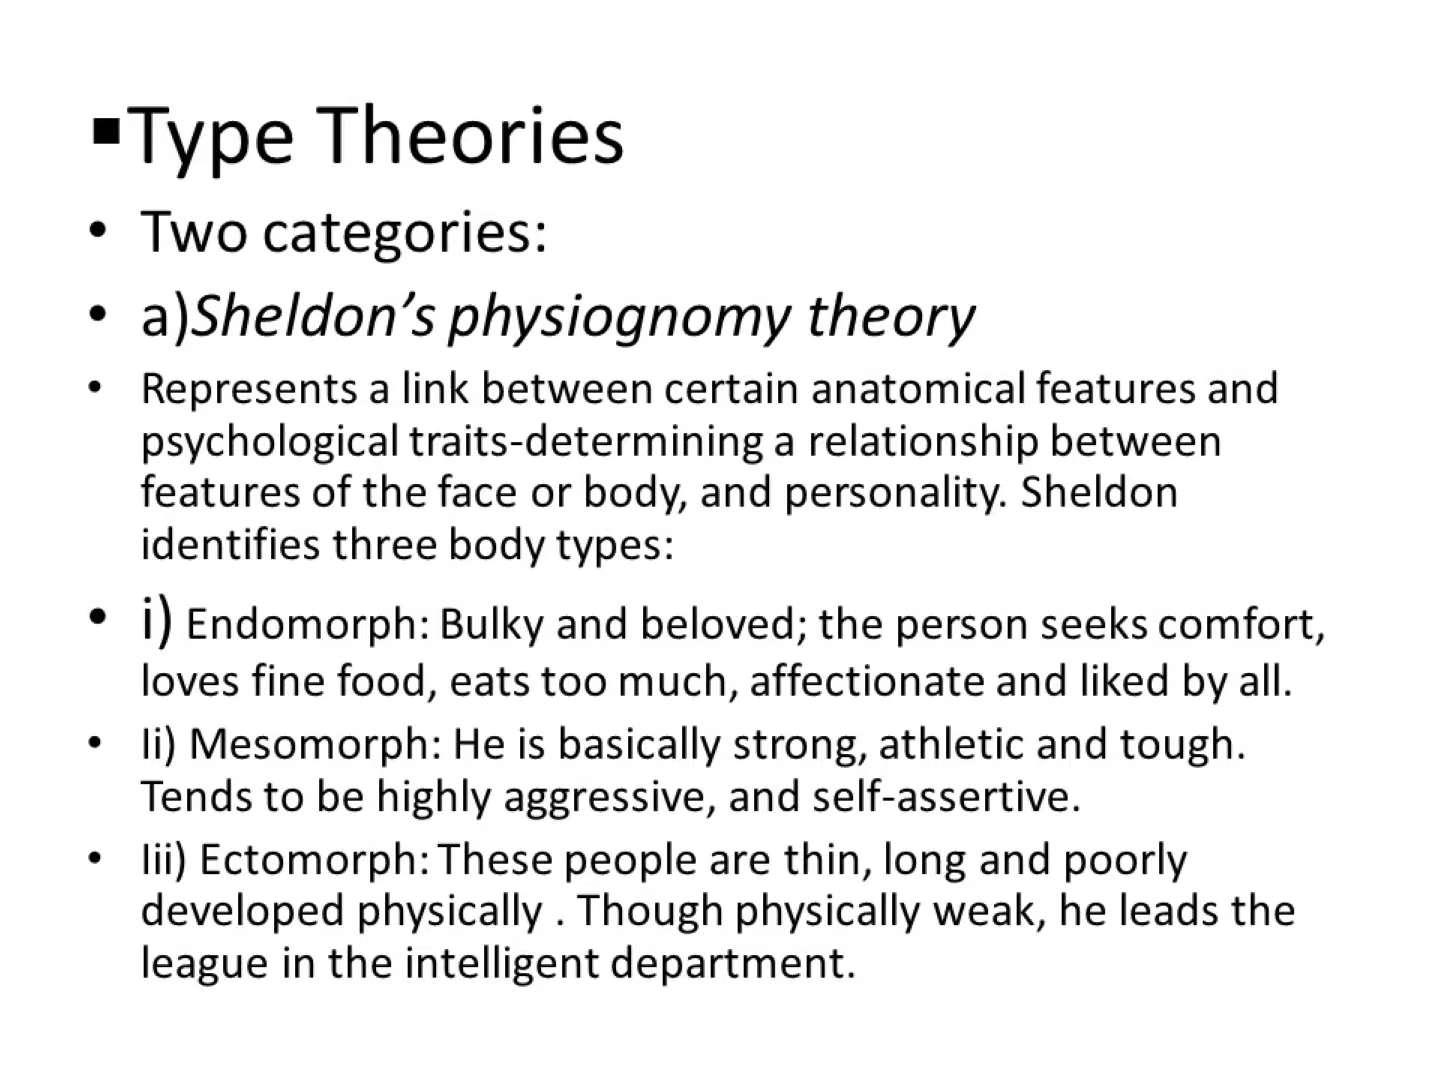 ▪Type Theories
• Two categories:
• a)Sheldon’s physiognomy theory
• Represents a link between certain anatomical features and
psychological traits-determining a relationship between
features of the face or body, and personality. Sheldon
identifies three body types:
• i) Endomorph: Bulky and beloved; the person seeks comfort,
loves fine food, eats too much, affectionate and liked by all.
• Ii) Mesomorph: He is basically strong, athletic and tough.
Tends to be highly aggressive, and self-assertive.
• Iii) Ectomorph: These people are thin, long and poorly
developed physically . Though physically weak, he leads the
league in the intelligent department.